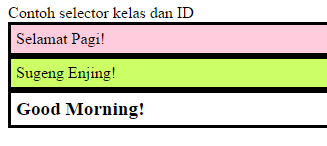 Contoh selector kelas dan ID
Selamat Pagi!
Sugeng Enjing!
Good Morning!